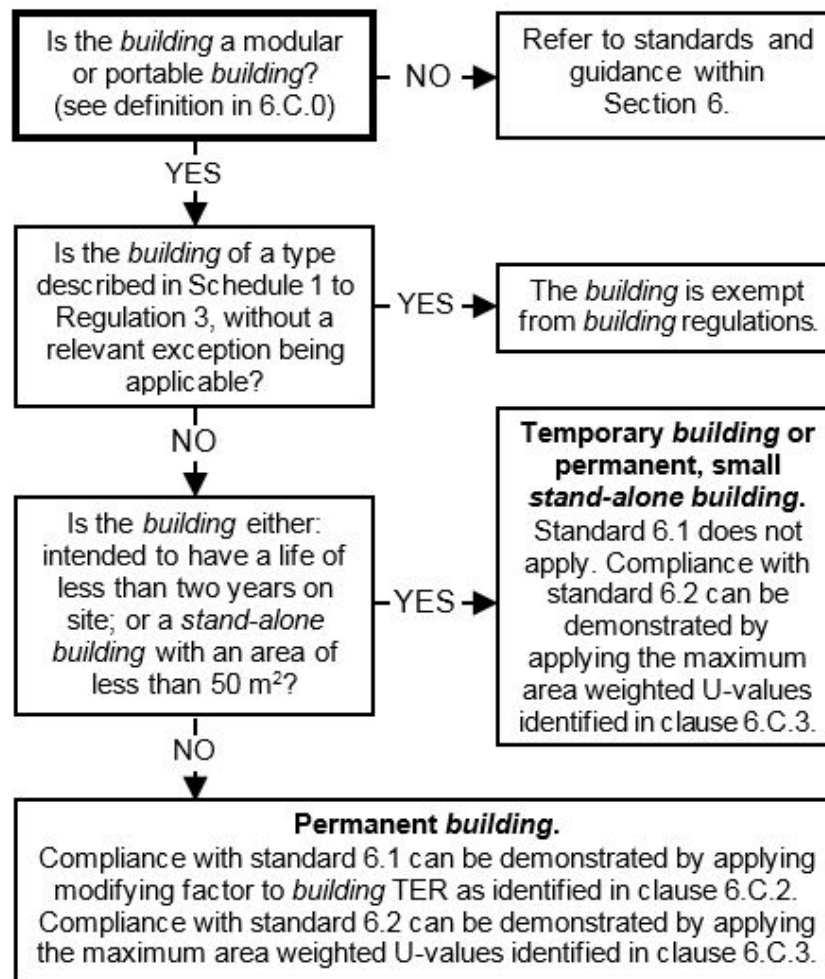 Is the building a modular
or portable building?
(see definition in 6.C.0)
NO
Refer to standards and
guidance within
Section 6.
YES
Is the building of a type
described in Schedule 1 to
Regulation 3, without a
relevant exception being
applicable?
YES
The building is exempt
from building regulations.
NO
Is the building either:
intended to have a life of
less than two years on
site; or a stand-alone
building with an area of
less than 50 m²?
YES
Temporary building or
permanent, small
stand-alone building.
Standard 6.1 does not
apply. Compliance with
standard 6.2 can be
demonstrated by
applying the maximum
area weighted U-values
identified in clause 6.C.3.
NO
Permanent building.
Compliance with standard 6.1 can be demonstrated by applying
modifying factor to building TER as identified in clause 6.C.2.
Compliance with standard 6.2 can be demonstrated by applying
the maximum area weighted U-values identified in clause 6.C.3.